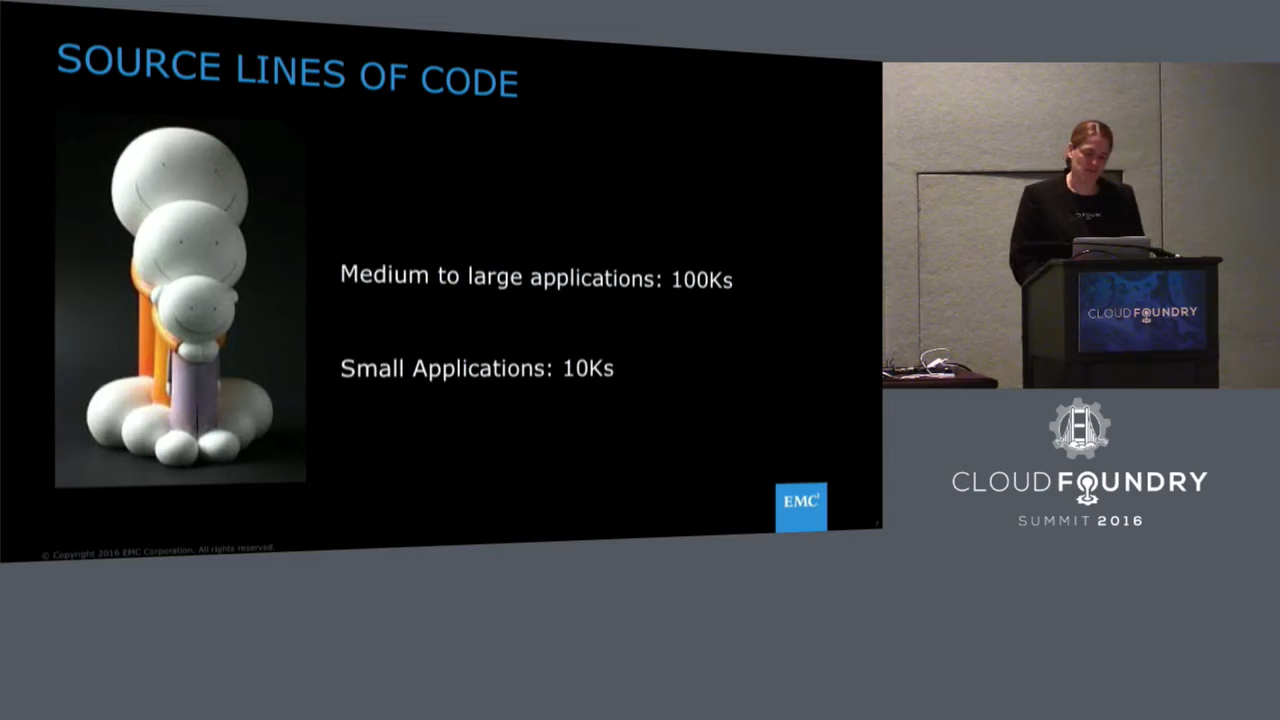 SOURCE LINES OF CODE
Medium to large applications: 100Ks
Small Applications: 10Ks
EMC²
© Copyright 2016 EMC Corporation. All rights reserved.
CLOUD FOUNDRY
CLOUD FOUNDRY
SUMMIT 2016